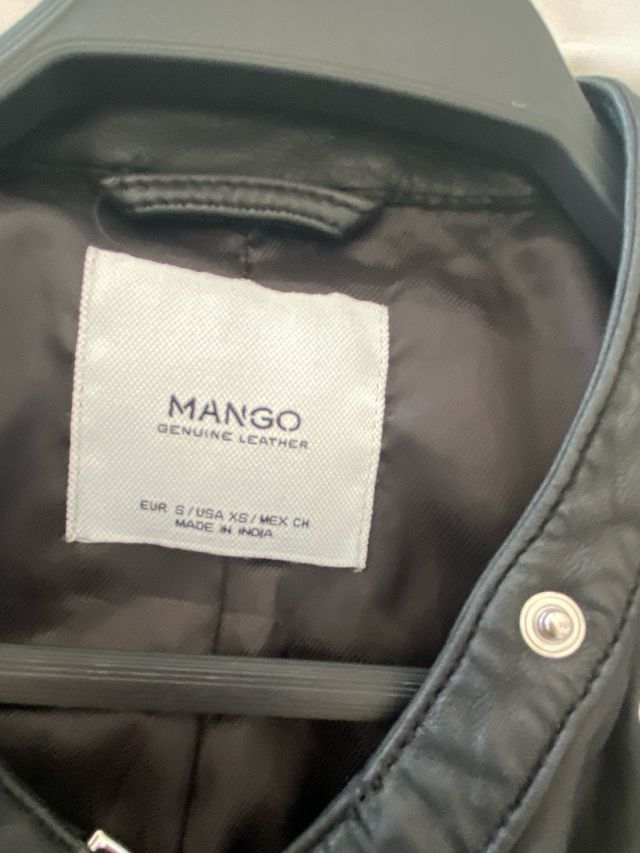 MANGO
GENUINE LEATHER
EUR S / USA XS / MEX CH
MADE IN INDIA